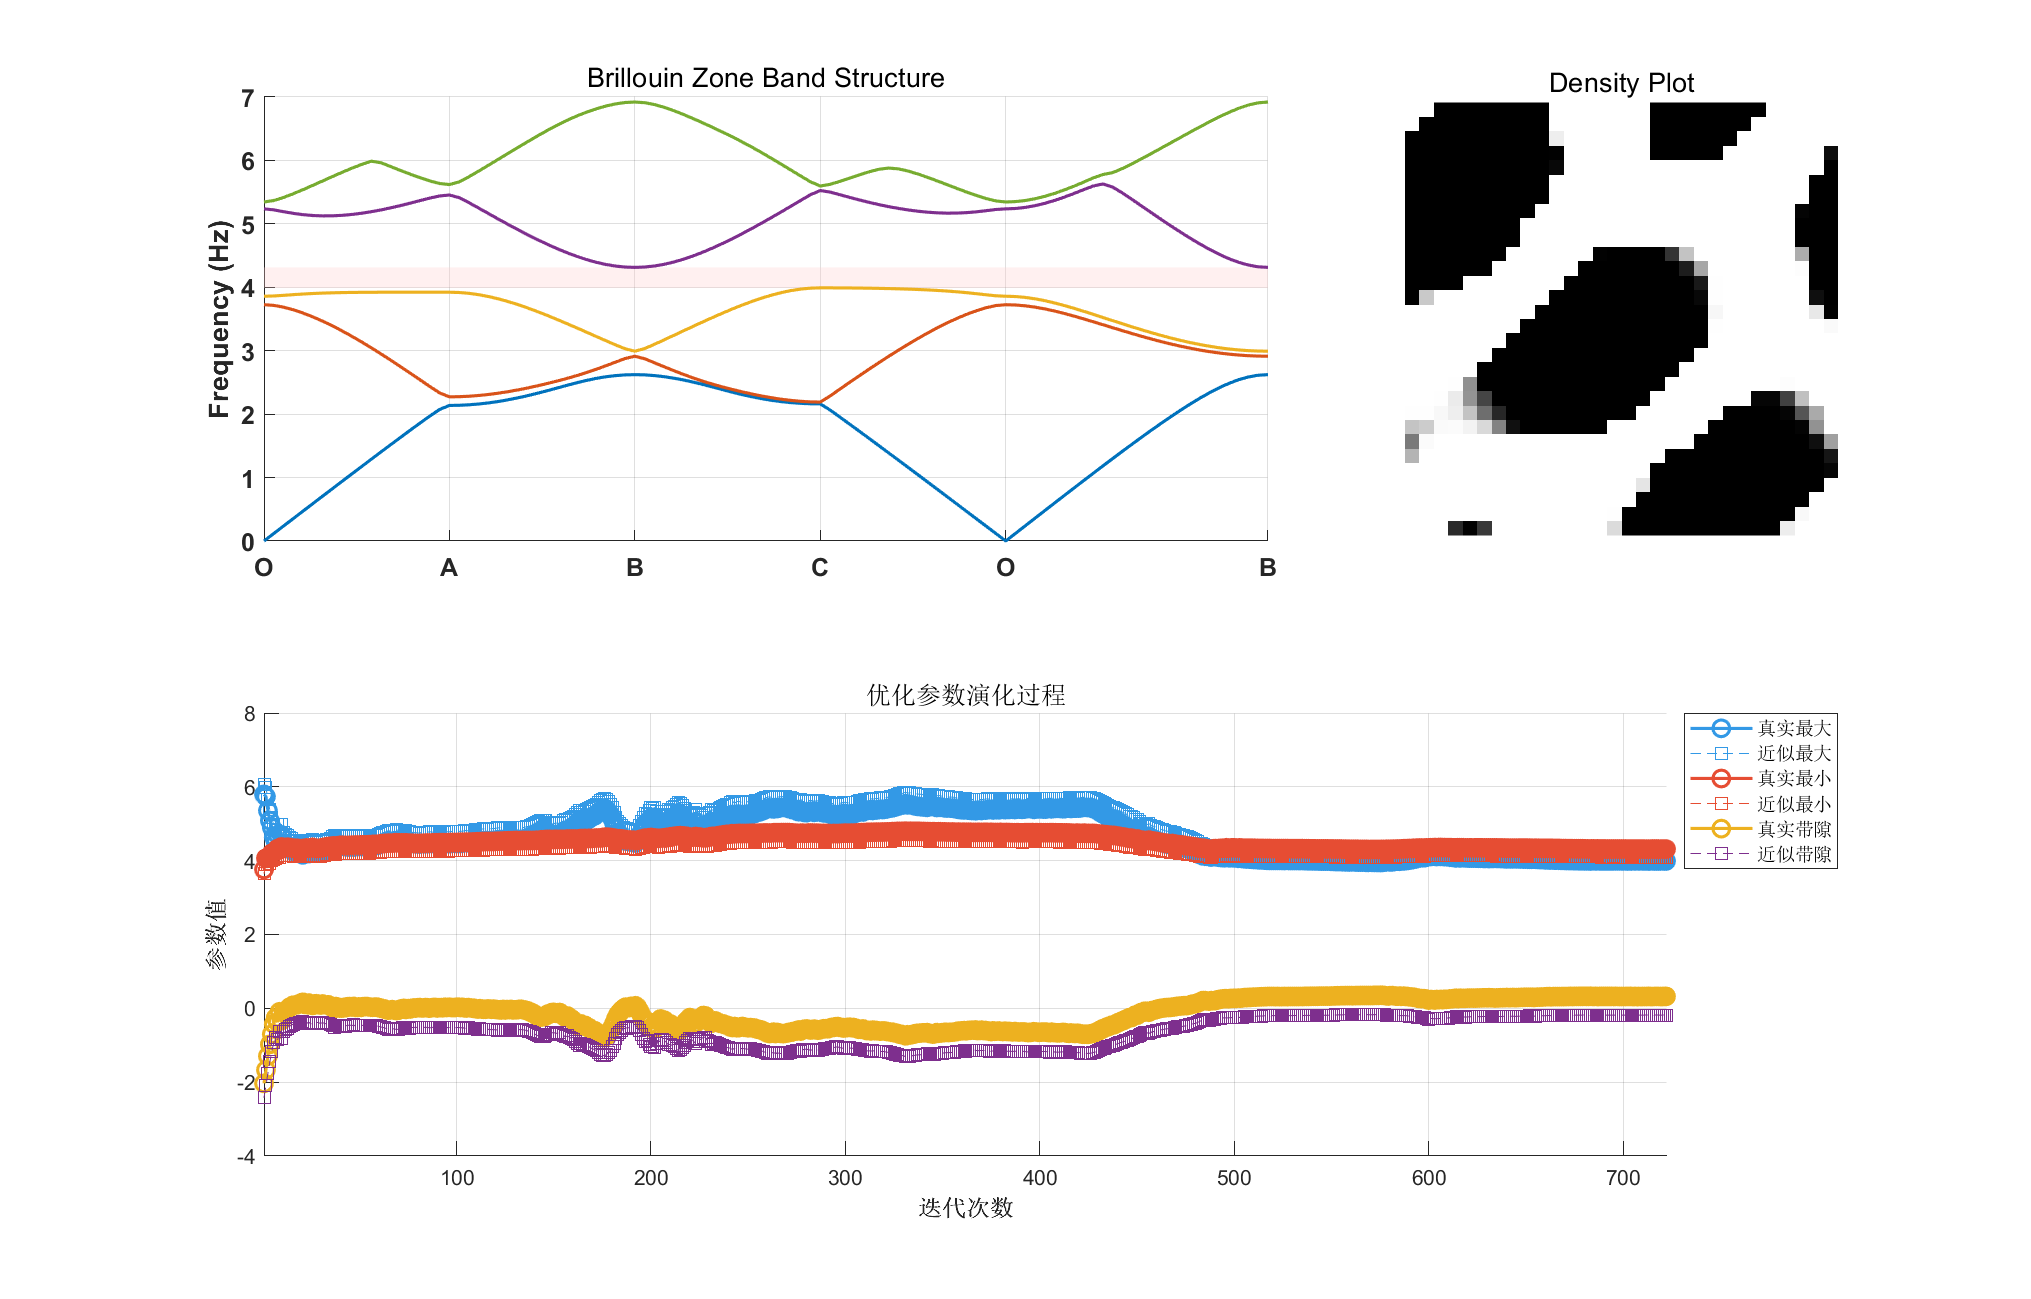 Brillouin Zone Band Structure
Frequency (Hz)
7
6
5
4
3
2
1
0
O A B C O B
Density Plot
优化参数演化过程
参数值
8
6
4
2
0
-2
-4
100 200 300 400 500 600 700
迭代次数
真实最大
近似最大
真实最小
近似最小
真实带隙
近似带隙